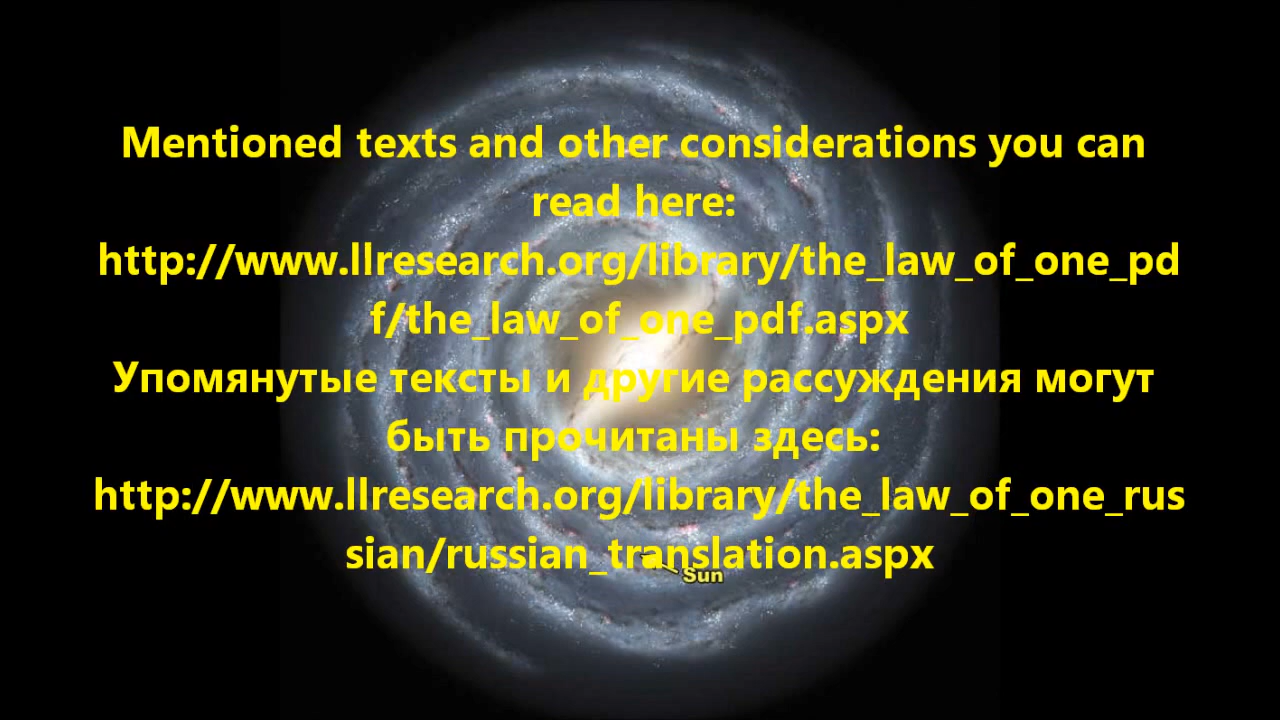 Mentioned texts and other considerations you can
read here:
http://www.llresearch.org/library/the_law_of_one_pd
f/the_law_of_one_pdf.aspx
Упомянутые тексты и другие рассуждения могут
быть прочитаны здесь:
http://www.llresearch.org/library/the_law_of_one_rus
sian/russian_translation.aspx
Sun